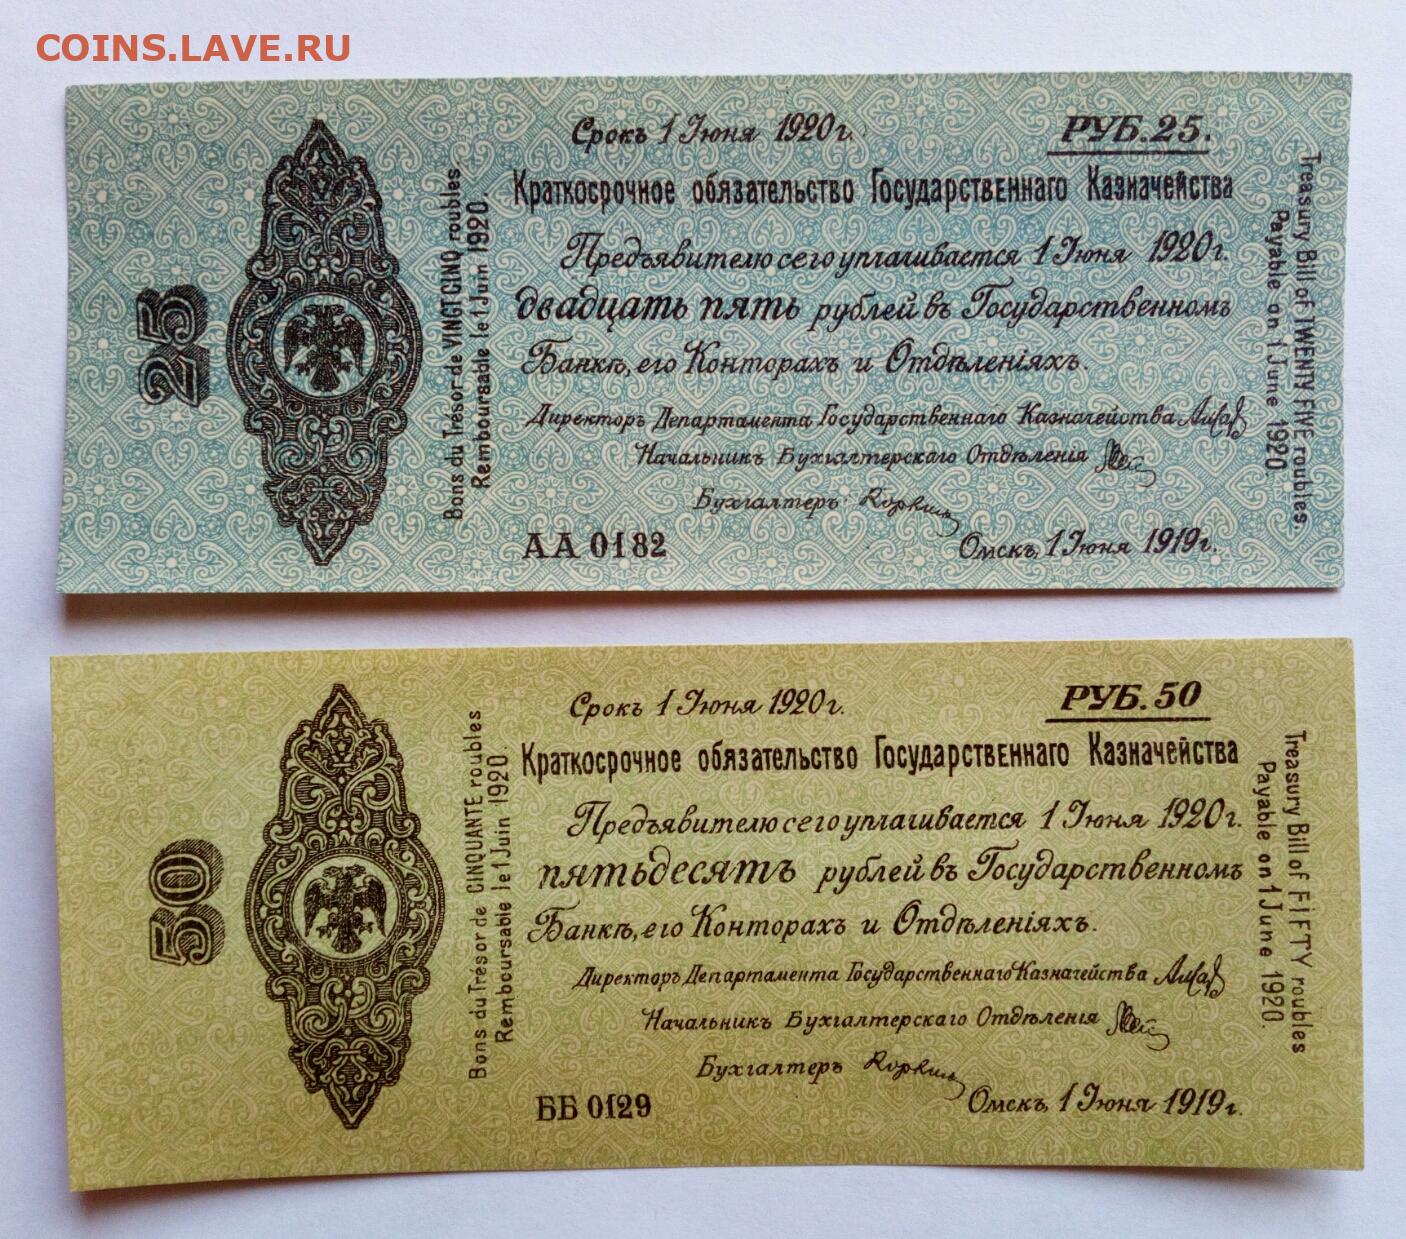 COINS.LAVE.RU
Срокъ 1 Июня 1920г.
РУБ.25.
Краткосрочное обязательство Государственнаго Казначейства
Предъявителю сего уплачивается 1 Июня 1920г.
двадцать пять рублей въ Государственномъ
Банкѣ, его Конторахъ и Отдѣленіяхъ.
Директоръ Департамента Государственнаго Казначейства
Начальникъ Бухгалтерскаго Отдѣленія
Бухгалтеръ
АА 0182
Омскъ, 1 Июня 1919г.
25
Bons du Trésor de VINGT CINQ roubles.
Remboursable le 1 Juin 1920.
Treasury Bill of TWENTY FIVE roubles.
Payable on 1 June 1920
Срокъ 1 Июня 1920г.
РУБ. 50
Краткосрочное обязательство Государственнаго Казначейства
Предъявителю сего уплачивается 1 Июня 1920г.
пятьдесятъ рублей въ Государственномъ
Банкѣ, его Конторахъ и Отдѣленіяхъ.
Директоръ Департамента Государственнаго Казначейства
Начальникъ Бухгалтерскаго Отдѣленія
Бухгалтеръ
ББ 0129
Омскъ, 1 Июня 1919г.
50
Bons du Trésor de CINQUANTE roubles
Remboursable le 1 Juin 1920.
Treasury Bill of FIFTY roubles
Payable on 1 June 1920.